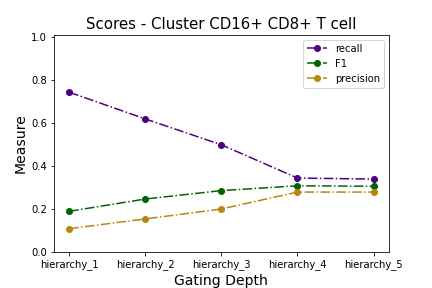 Scores - Cluster CD16+ CD8+ T cell
recall
F1
precision
Measure
1.0
0.8
0.6
0.4
0.2
0.0
hierarchy_1 hierarchy_2 hierarchy_3 hierarchy_4 hierarchy_5
Gating Depth